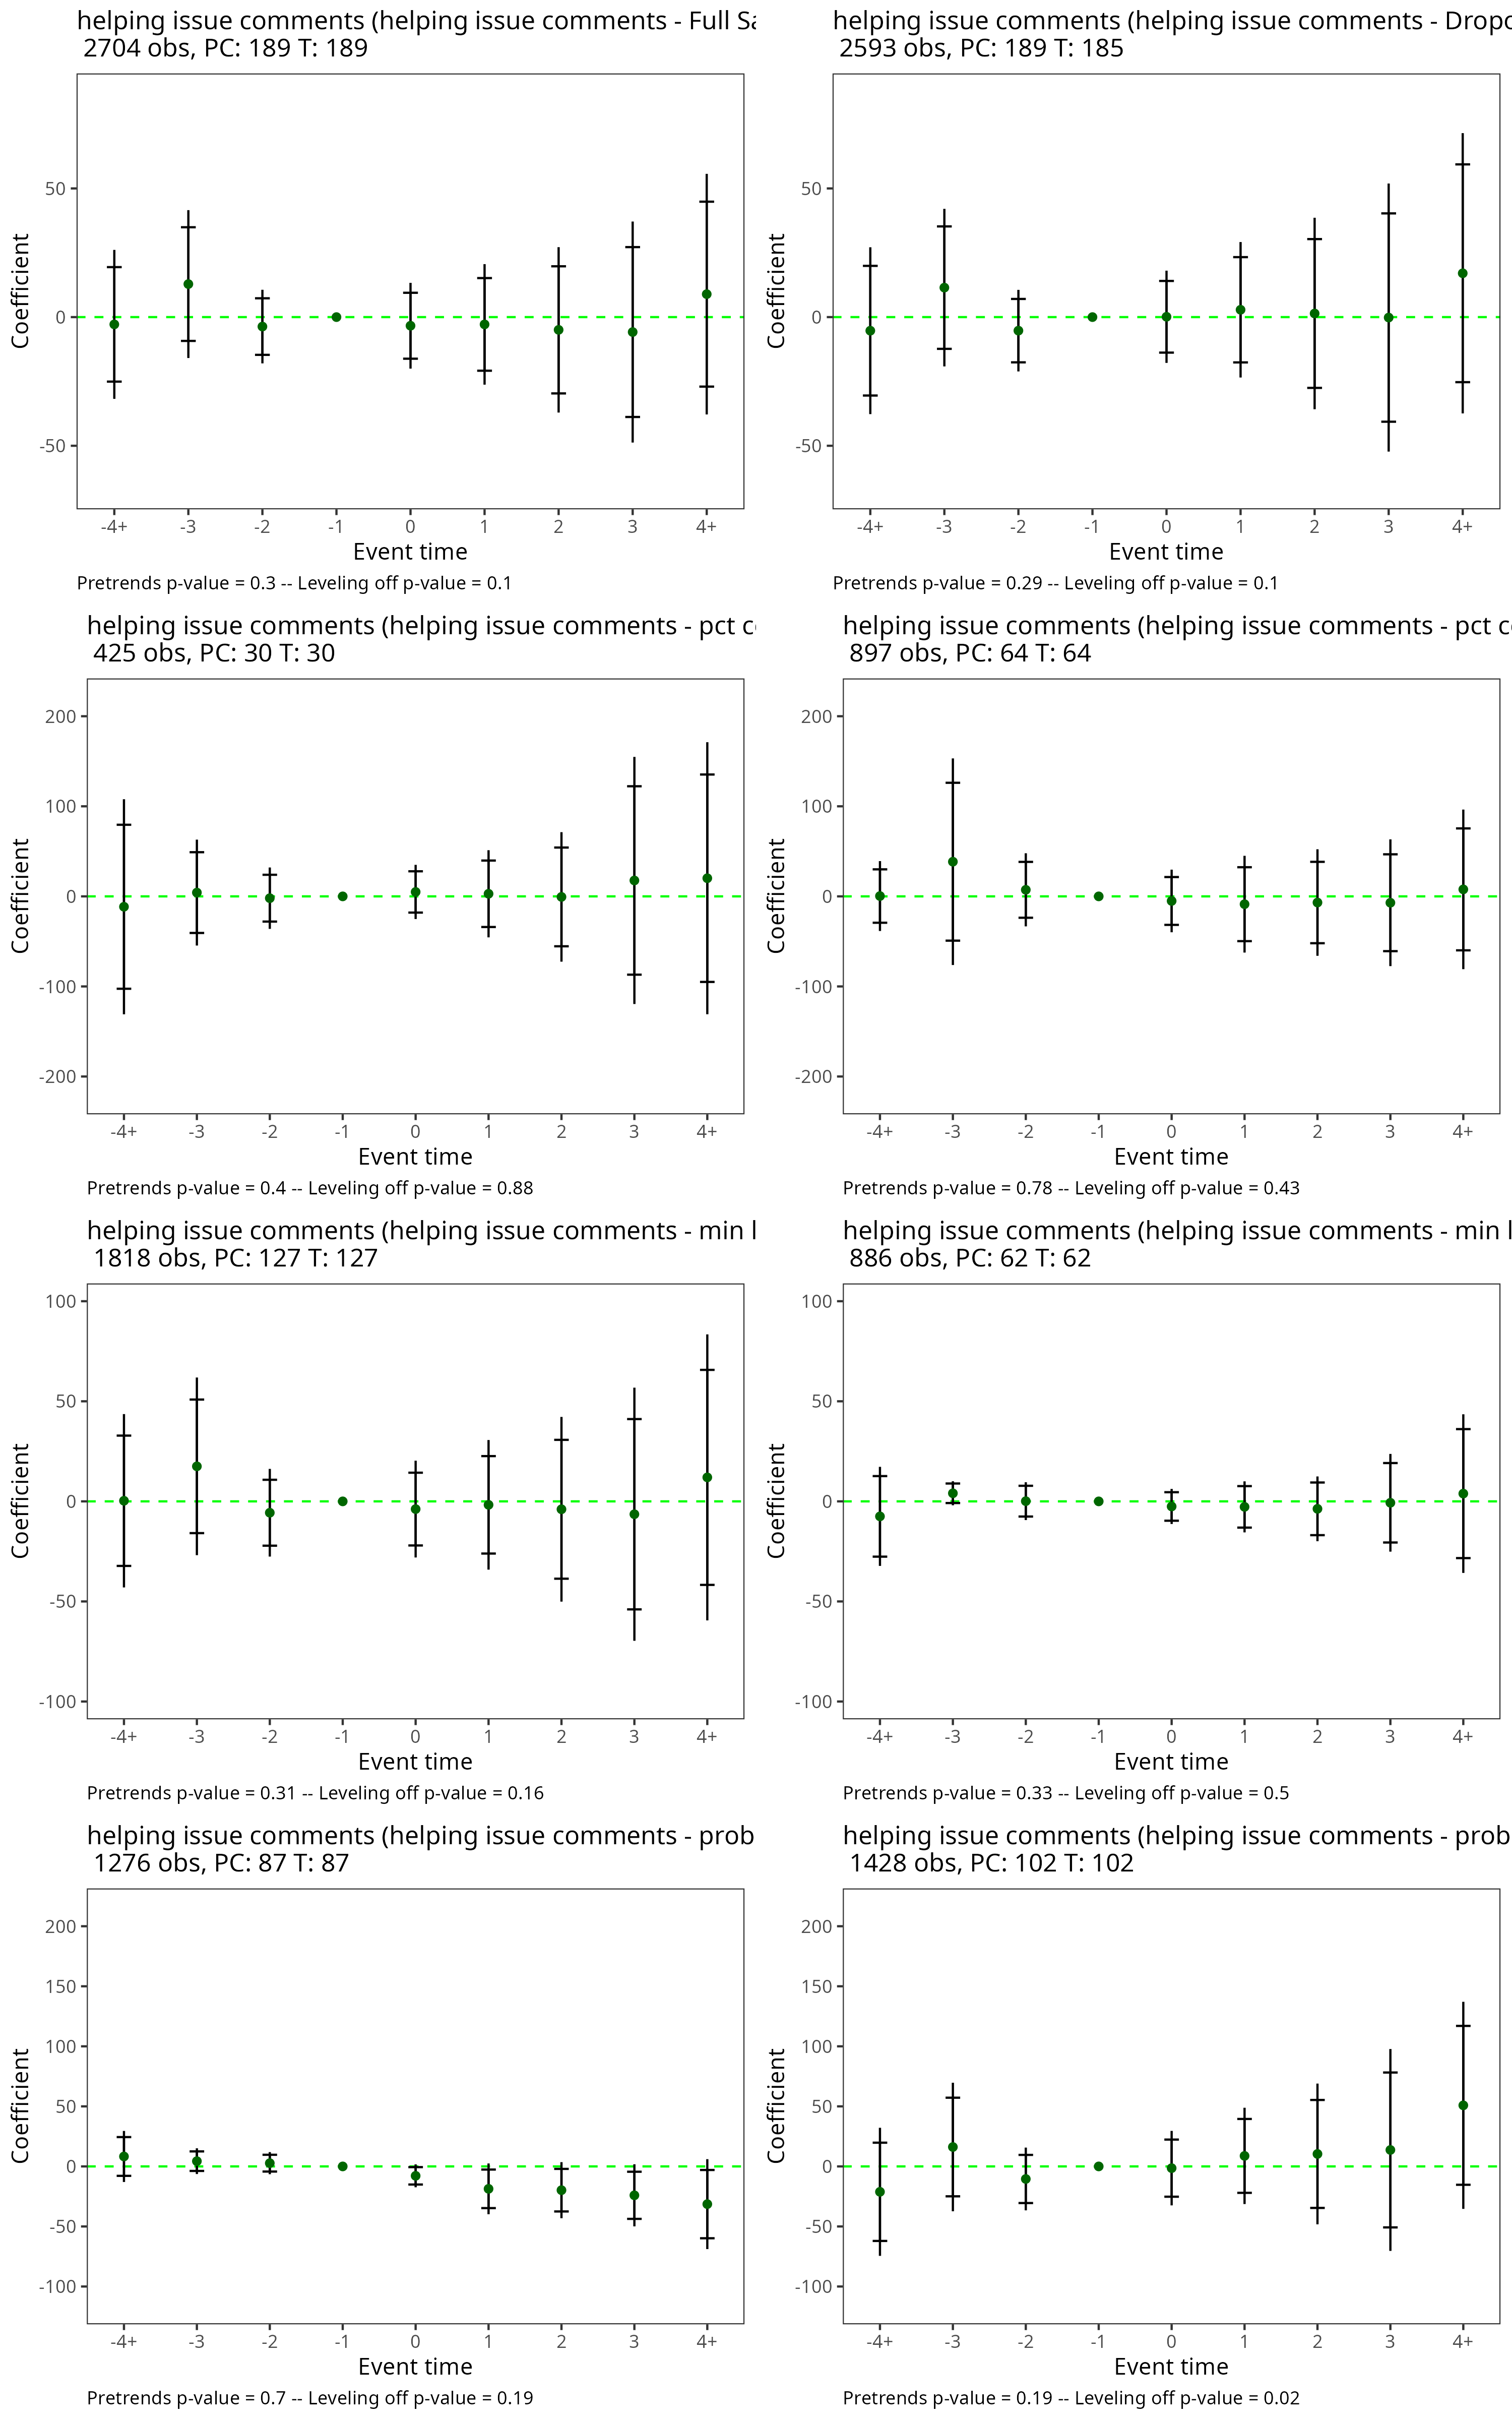 helping issue comments (helping issue comments - Full
2704 obs, PC: 189 T: 189
Coefficient
50
0
-50
-4+ -3 -2 -1 0 1 2 3 4+
Event time
Pretrends p-value = 0.3 -- Leveling off p-value = 0.1
helping issue comments (helping issue comments -
2593 obs, PC: 189 T: 185
Coefficient
50
0
-50
-4+ -3 -2 -1 0 1 2 3 4+
Event time
Pretrends p-value = 0.29 -- Leveling off p-value = 0.1
helping issue comments (helping issue comments - pct
425 obs, PC: 30 T: 30
Coefficient
200
100
0
-100
-200
-4+ -3 -2 -1 0 1 2 3 4+
Event time
Pretrends p-value = 0.4 -- Leveling off p-value = 0.88
helping issue comments (helping issue comments - pct
897 obs, PC: 64 T: 64
Coefficient
200
100
0
-100
-200
-4+ -3 -2 -1 0 1 2 3 4+
Event time
Pretrends p-value = 0.78 -- Leveling off p-value = 0.43
helping issue comments (helping issue comments - min
1818 obs, PC: 127 T: 127
Coefficient
100
50
0
-50
-100
-4+ -3 -2 -1 0 1 2 3 4+
Event time
Pretrends p-value = 0.31 -- Leveling off p-value = 0.16
helping issue comments (helping issue comments - min
886 obs, PC: 62 T: 62
Coefficient
100
50
0
-50
-100
-4+ -3 -2 -1 0 1 2 3 4+
Event time
Pretrends p-value = 0.33 -- Leveling off p-value = 0.5
helping issue comments (helping issue comments - prob
1276 obs, PC: 87 T: 87
Coefficient
200
150
100
50
0
-50
-100
-4+ -3 -2 -1 0 1 2 3 4+
Event time
Pretrends p-value = 0.7 -- Leveling off p-value = 0.19
helping issue comments (helping issue comments - prob
1428 obs, PC: 102 T: 102
Coefficient
200
150
100
50
0
-50
-100
-4+ -3 -2 -1 0 1 2 3 4+
Event time
Pretrends p-value = 0.19 -- Leveling off p-value = 0.02